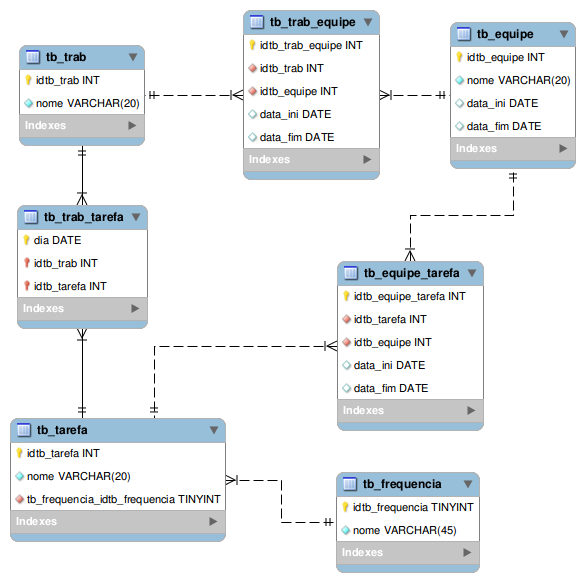 tb_trab
idtb_trab INT
nome VARCHAR(20)
Indexes
tb_trab_equipe
idtb_trab_equipe INT
idtb_trab INT
idtb_equipe INT
data_ini DATE
data_fim DATE
Indexes
tb_equipe
idtb_equipe INT
nome VARCHAR(20)
data_ini DATE
data_fim DATE
Indexes
tb_trab_tarefa
dia DATE
idtb_trab INT
idtb_tarefa INT
Indexes
tb_equipe_tarefa
idtb_equipe_tarefa INT
idtb_tarefa INT
idtb_equipe INT
data_ini DATE
data_fim DATE
Indexes
tb_tarefa
idtb_tarefa INT
nome VARCHAR(20)
tb_frequencia_idtb_frequencia TINYINT
Indexes
tb_frequencia
idtb_frequencia TINYINT
nome VARCHAR(45)
Indexes